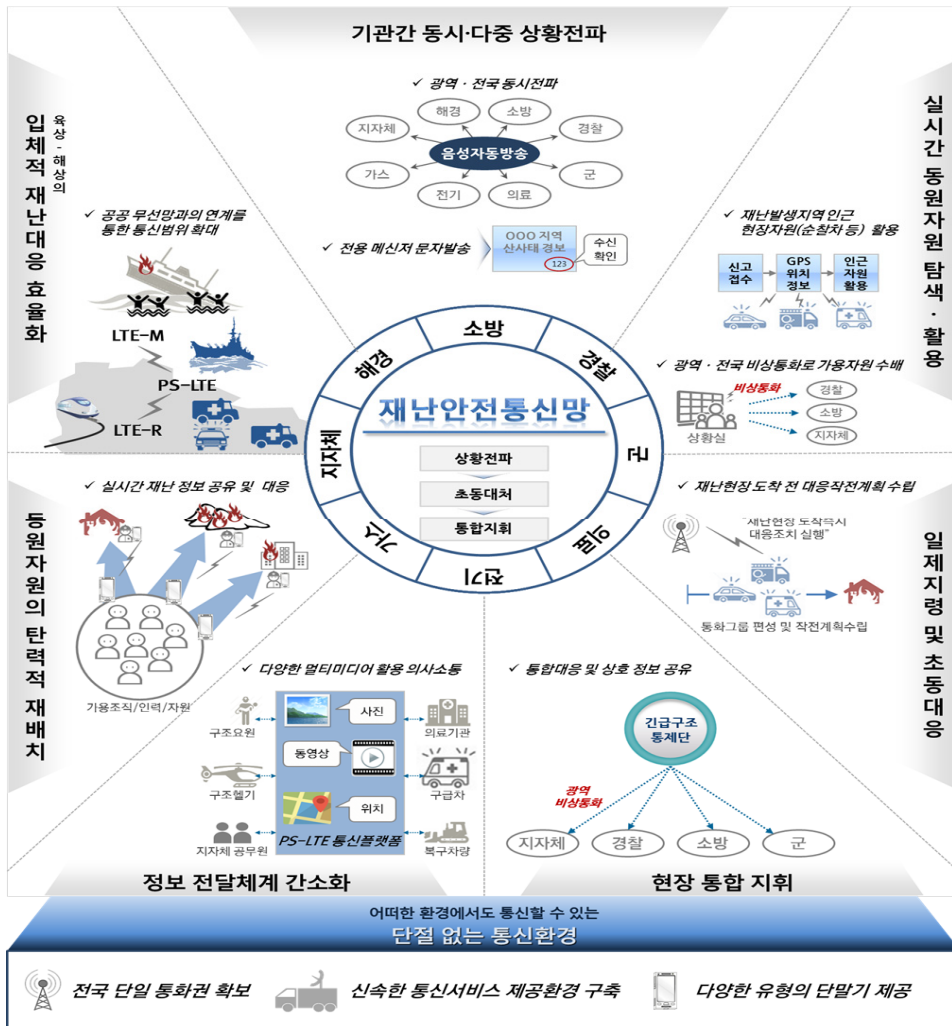 기관간 동시·다중 상황전파
✓ 광역·전국 동시전파
해경
소방
지자체
경찰
음성자동방송
가스
군
전기
의료
✓ 전용 메신저 문자발송
OOO 지역
산사태 경보
123
수신
확인
육상·해상의
입체적 재난대응 효율화
✓ 공공 무선망과의 연계를
통한 통신범위 확대
LTE-M
PS-LTE
LTE-R
실시간 동원자원 탐색·활용
✓ 재난발생지역 인근
현장자원(순찰차 등) 활용
신고
접수
GPS
위치
정보
인근
자원
활용
✓ 광역·전국 비상통화로 가용자원 수배
비상통화
상황실
경찰
소방
지자체
소방
경찰
군
의료
전기
가스
지자체
해경
재난안전통신망
상황전파
초동대처
통합지휘
동원자원의 탄력적 재배치
✓ 실시간 재난 정보 공유 및 대응
가용조직/인력/자원
일제지령 및 초동대응
✓ 재난현장 도착 전 대응작전계획 수립
"재난현장 도착즉시
대응조치 실행"
통화그룹 편성 및 작전계획수립
✓ 다양한 멀티미디어 활용 의사소통
구조요원
사진
의료기관
동영상
구조헬기
구급차
위치
지자체 공무원
PS-LTE 통신플랫폼
복구차량
정보 전달체계 간소화
✓ 통합대응 및 상호 정보 공유
긴급구조
통제단
광역
비상통화
지자체
경찰
소방
군
현장 통합 지휘
어떠한 환경에서도 통신할 수 있는
단절 없는 통신환경
전국 단일 통화권 확보
신속한 통신서비스 제공환경 구축
다양한 유형의 단말기 제공